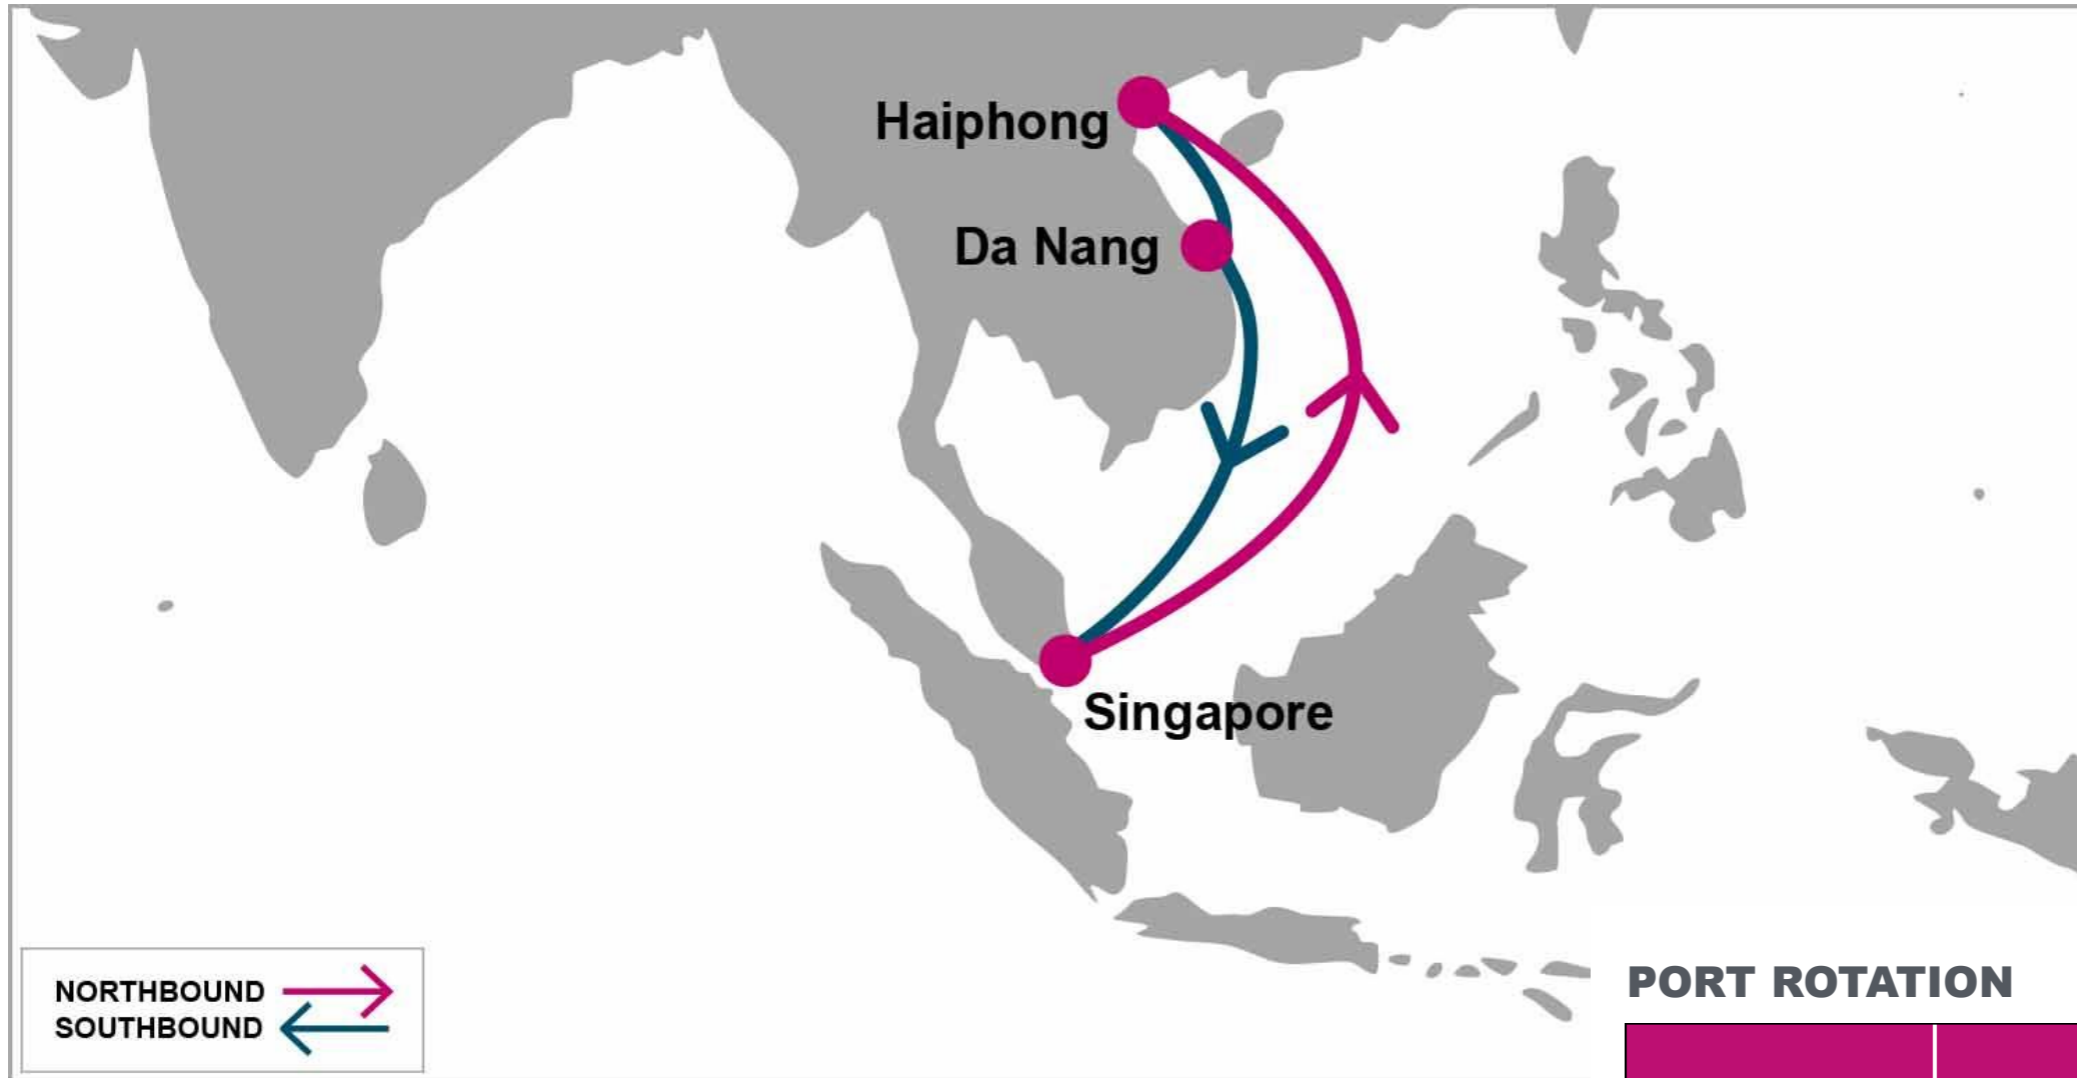 Haiphong
Da Nang
Singapore
NORTHBOUND
SOUTHBOUND
PORT ROTATION